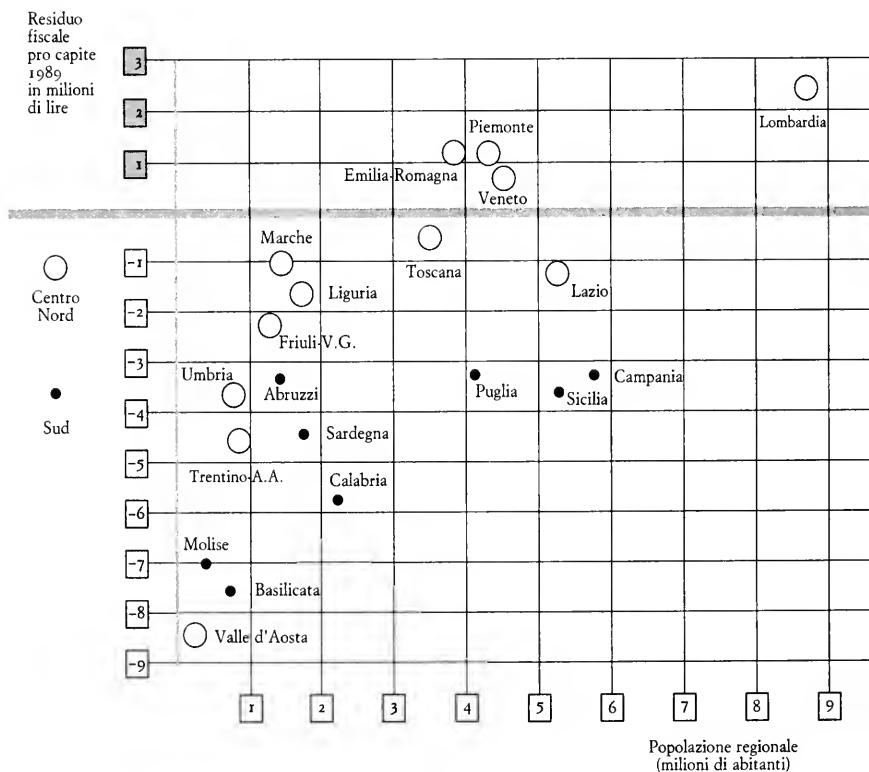 Residuo
fiscale
pro capite
1989
in milioni
di lire
3
2
1
Lombardia
Piemonte
Emilia-Romagna
Veneto
Marche
Toscana
-1
Centro
Nord
Liguria
Lazio
-2
Friuli-V.G.
-3
Umbria
Abruzzi
Puglia
Campania
Sicilia
-4
Sud
Sardegna
-5
Trentino-A.A.
Calabria
-6
Molise
-7
Basilicata
-8
Valle d'Aosta
-9
1 2 3 4 5 6 7 8 9
Popolazione regionale
(milioni di abitanti)